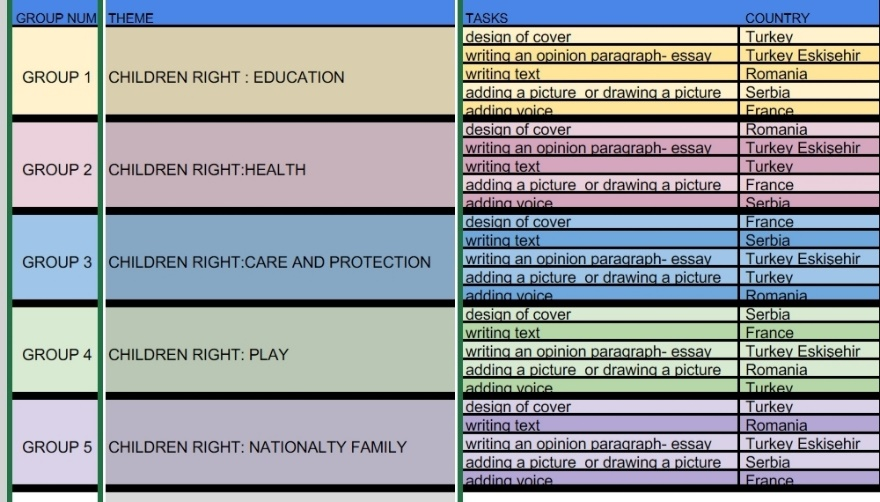 GROUP NUM THEME TASKS COUNTRY
design of cover Turkey
writing an opinion paragraph- essay Turkey Eskişehir
GROUP 1 CHILDREN RIGHT : EDUCATION writing text Romania
adding a picture or drawing a picture Serbia
adding voice France
design of cover Romania
writing an opinion paragraph- essay Turkey Eskişehir
GROUP 2 CHILDREN RIGHT:HEALTH writing text Turkey
adding a picture or drawing a picture France
adding voice Serbia
design of cover France
writing text Serbia
GROUP 3 CHILDREN RIGHT:CARE AND PROTECTION writing an opinion paragraph- essay Turkey Eskişehir
adding a picture or drawing a picture Turkey
adding voice Romania
design of cover Serbia
writing text France
GROUP 4 CHILDREN RIGHT: PLAY writing an opinion paragraph- essay Turkey Eskişehir
adding a picture or drawing a picture Romania
adding voice Turkey
design of cover Turkey
writing text Romania
GROUP 5 CHILDREN RIGHT: NATIONALTY FAMILY writing an opinion paragraph- essay Turkey Eskişehir
adding a picture or drawing a picture Serbia
adding voice France